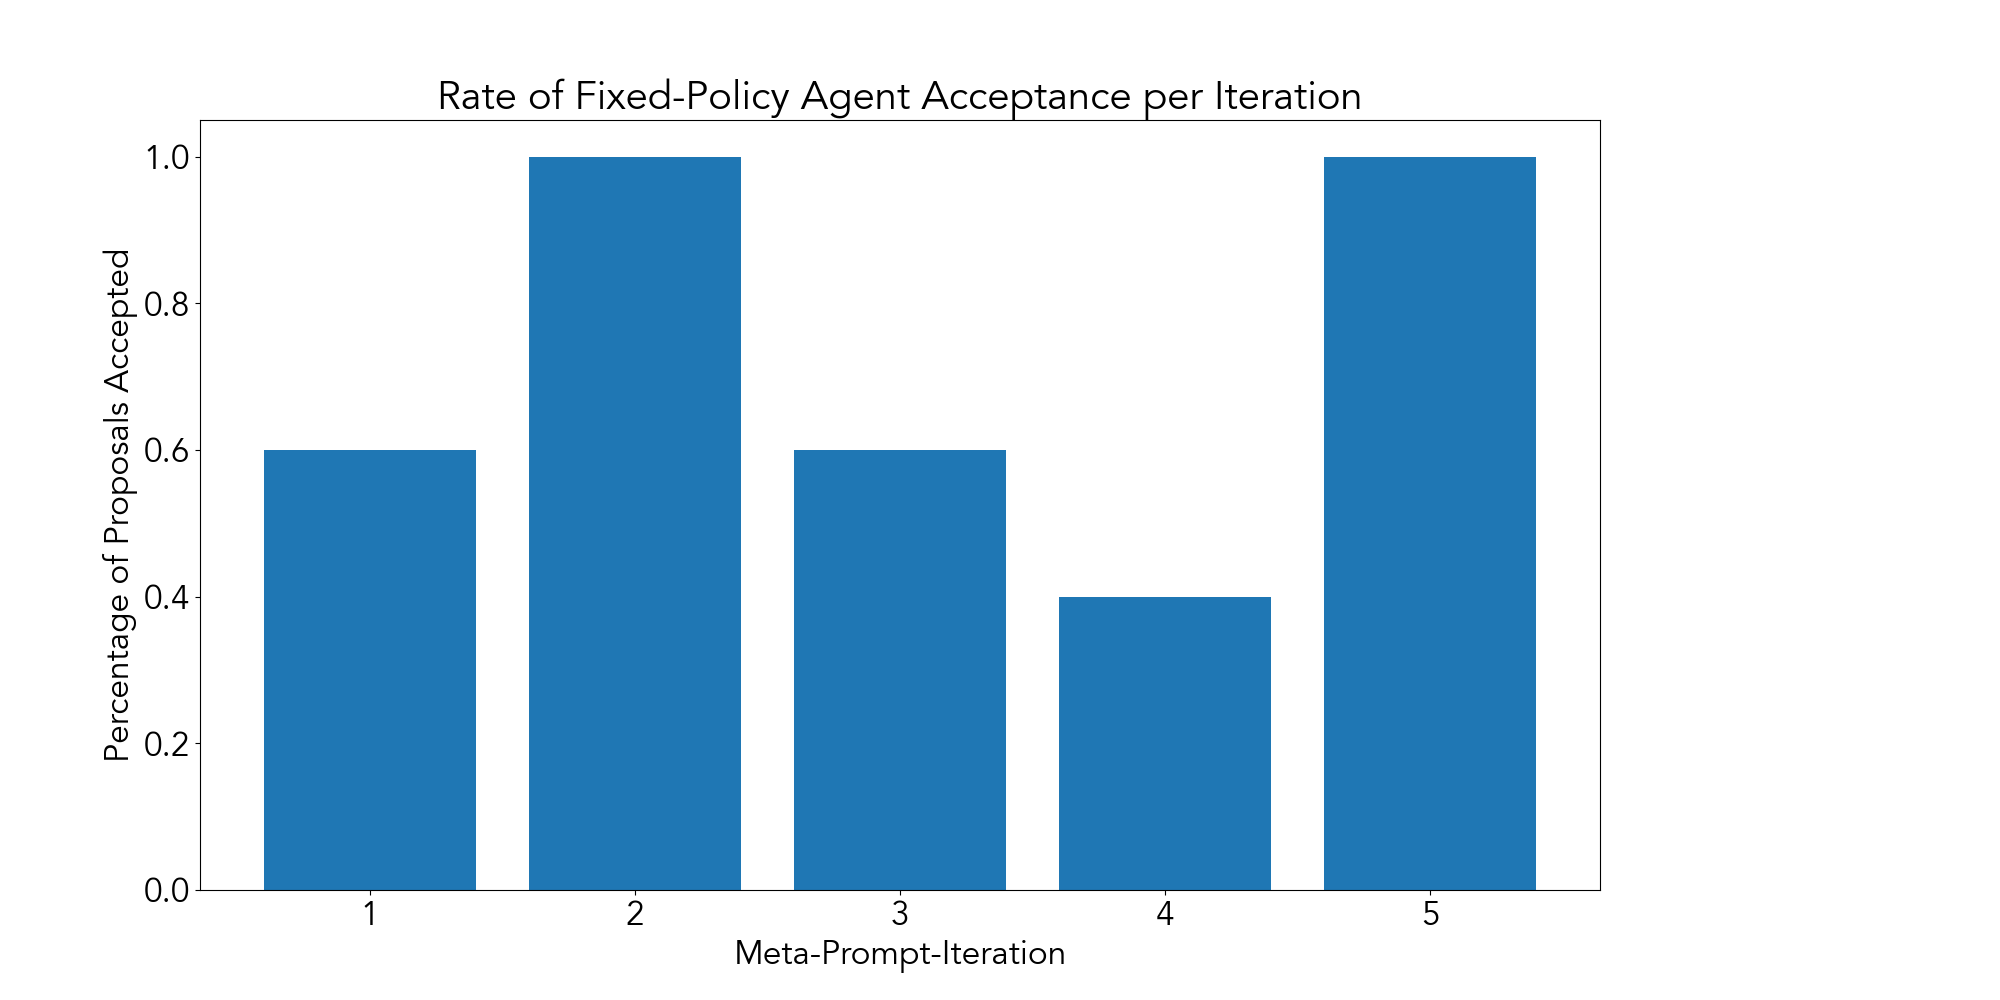 Rate of Fixed-Policy Agent Acceptance per Iteration
Percentage of Proposals Accepted
1.0
0.8
0.6
0.4
0.2
0.0
1 2 3 4 5
Meta-Prompt-Iteration